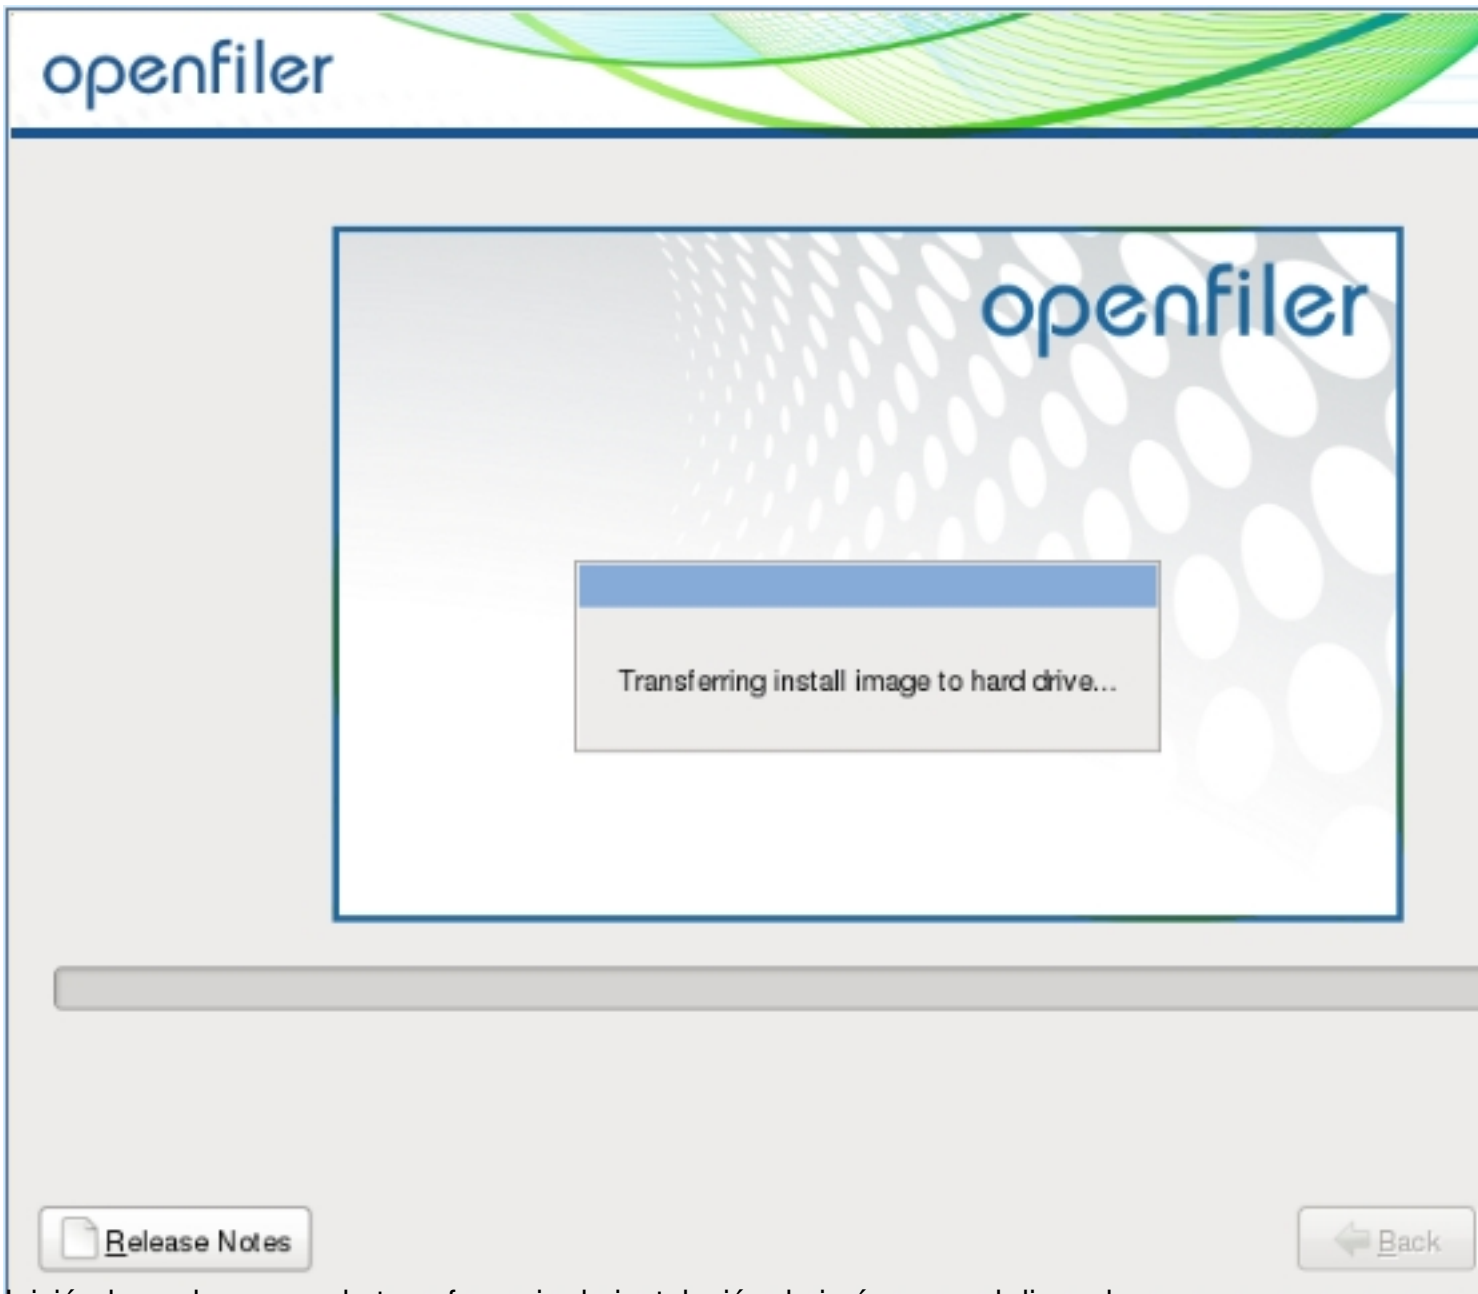 openfiler
openfiler
Transferring install image to hard drive...
Release Notes
Back